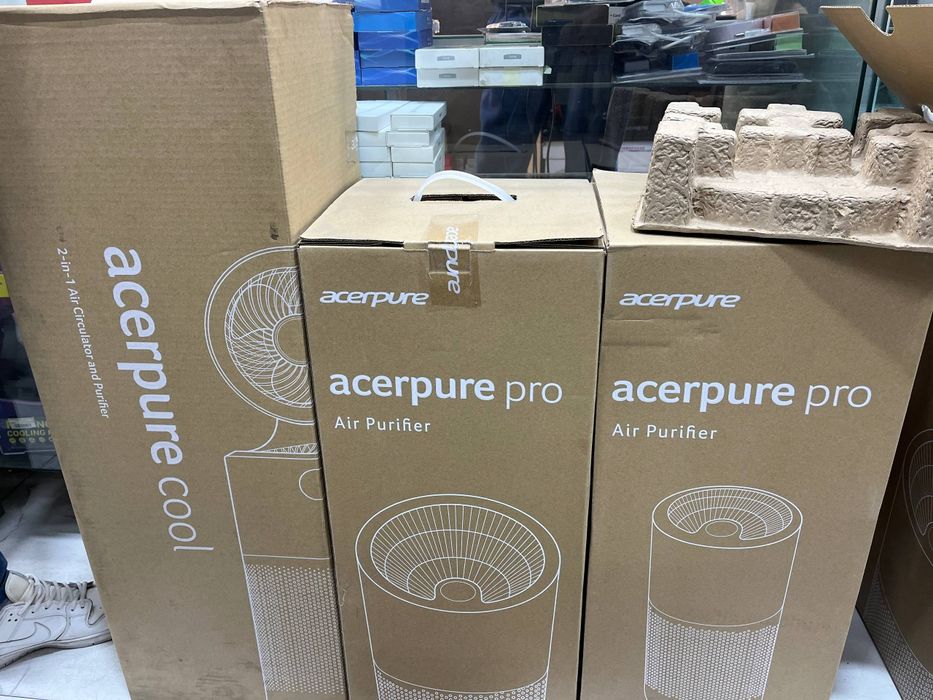 acerpure cool
2-in-1 Air Circulator and Purifier
acerpure
acerpure
acerpure pro
Air Purifier
acerpure
acerpure pro
Air Purifier
COOLING